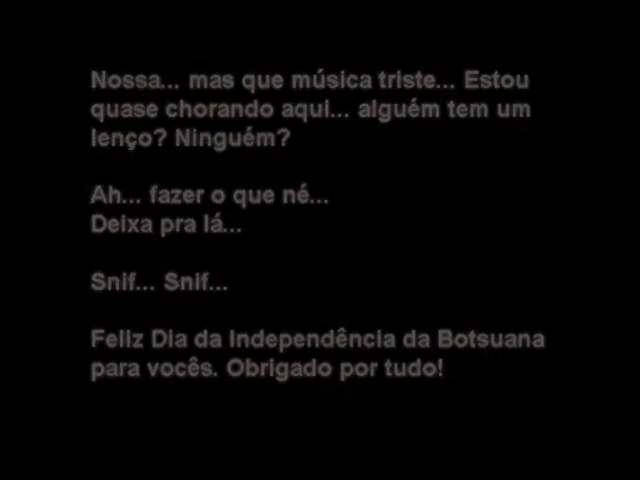 Nossa... mas que música triste... Estou
quase chorando aqui... alguém tem um
lenço? Ninguém?
Ah... fazer o que né...
Deixa pra lá...
Snif... Snif...
Feliz Dia da Independência da Botsuana
para vocês. Obrigado por tudo!